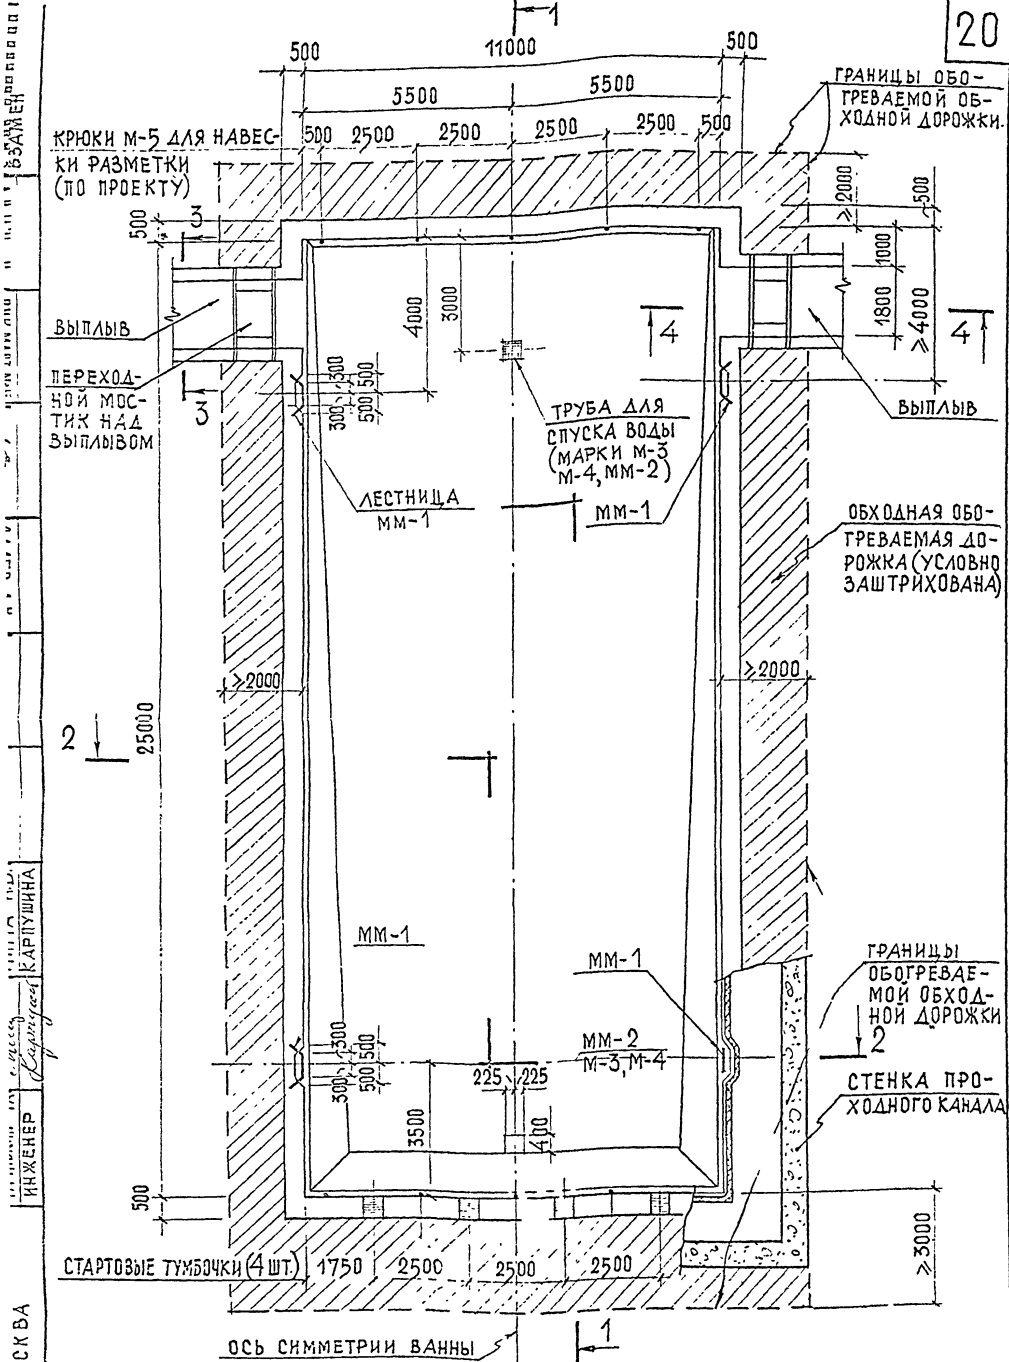 1
20
500
11000
500
5500
5500
500
2500
2500
2500
2500
500
ГРАНИЦЫ ОБО-
ГРЕВАЕМОЙ ОБ-
ХОДНОЙ ДОРОЖКИ.
КРЮКИ М-5 ДЛЯ НАВЕС-
КИ РАЗМЕТКИ
(ПО ПРОЕКТУ)
ВЗАМЕН
500
3
≥2000
500
1000
1800
≥4000
4000
3000
4
4
ВЫПЛЫВ
ПЕРЕХОД-
НОЙ МОС-
ТИК НАД
ВЫПЛЫВОМ
3
300
500
300
500
ТРУБА ДЛЯ
СПУСКА ВОДЫ
(МАРКИ М-3
М-4, ММ-2)
ВЫПЛЫВ
ЛЕСТНИЦА
ММ-1
ММ-1
ОБХОДНАЯ ОБО-
ГРЕВАЕМАЯ ДО-
РОЖКА (УСЛОВНО
ЗАШТРИХОВАНА)
≥2000
≥2000
25000
2
КАРПУШИНА
ММ-1
ММ-1
ГРАНИЦЫ
ОБОГРЕВАЕ-
МОЙ ОБХОД-
НОЙ ДОРОЖКИ
2
300
500
300
500
ММ-2
М-3, М-4
225
225
СТЕНКА ПРО-
ХОДНОГО КАНАЛА
3500
400
ИНЖЕНЕР
500
≥3000
СТАРТОВЫЕ ТУМБОЧКИ (4 ШТ.)
1750
2500
2500
2500
СКВА
ОСЬ СИММЕТРИИ ВАННЫ
1